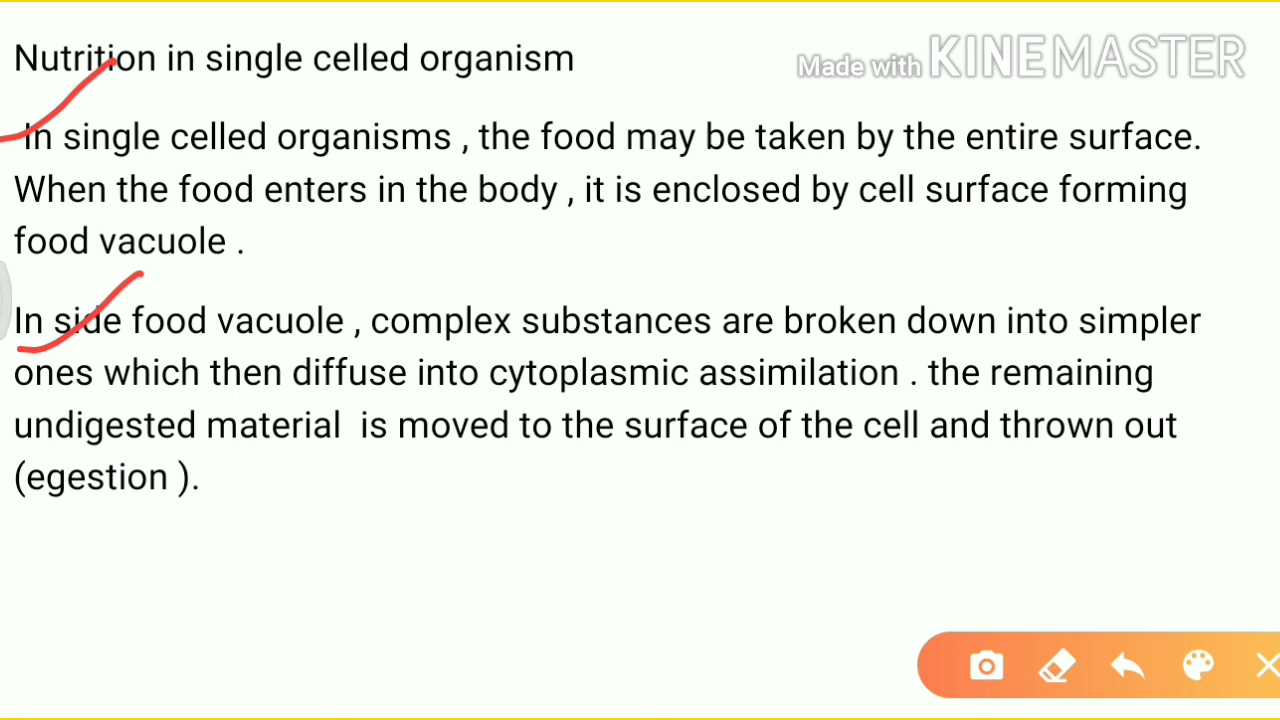 Nutrition in single celled organism
Made with KINEMASTER
In single celled organisms , the food may be taken by the entire surface.
When the food enters in the body , it is enclosed by cell surface forming
food vacuole .
In side food vacuole , complex substances are broken down into simpler
ones which then diffuse into cytoplasmic assimilation . the remaining
undigested material  is moved to the surface of the cell and thrown out
(egestion ).